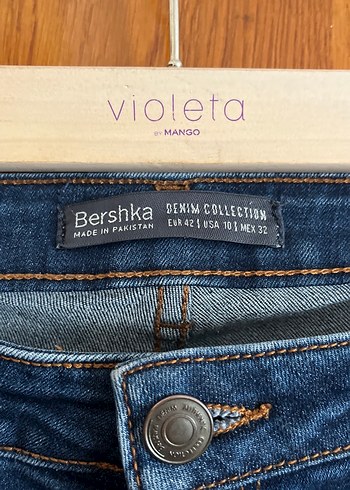 violeta
BY MANGO
Bershka
MADE IN PAKISTAN
DENIM COLLECTION
EUR 42 | USA 10 | MEX 32